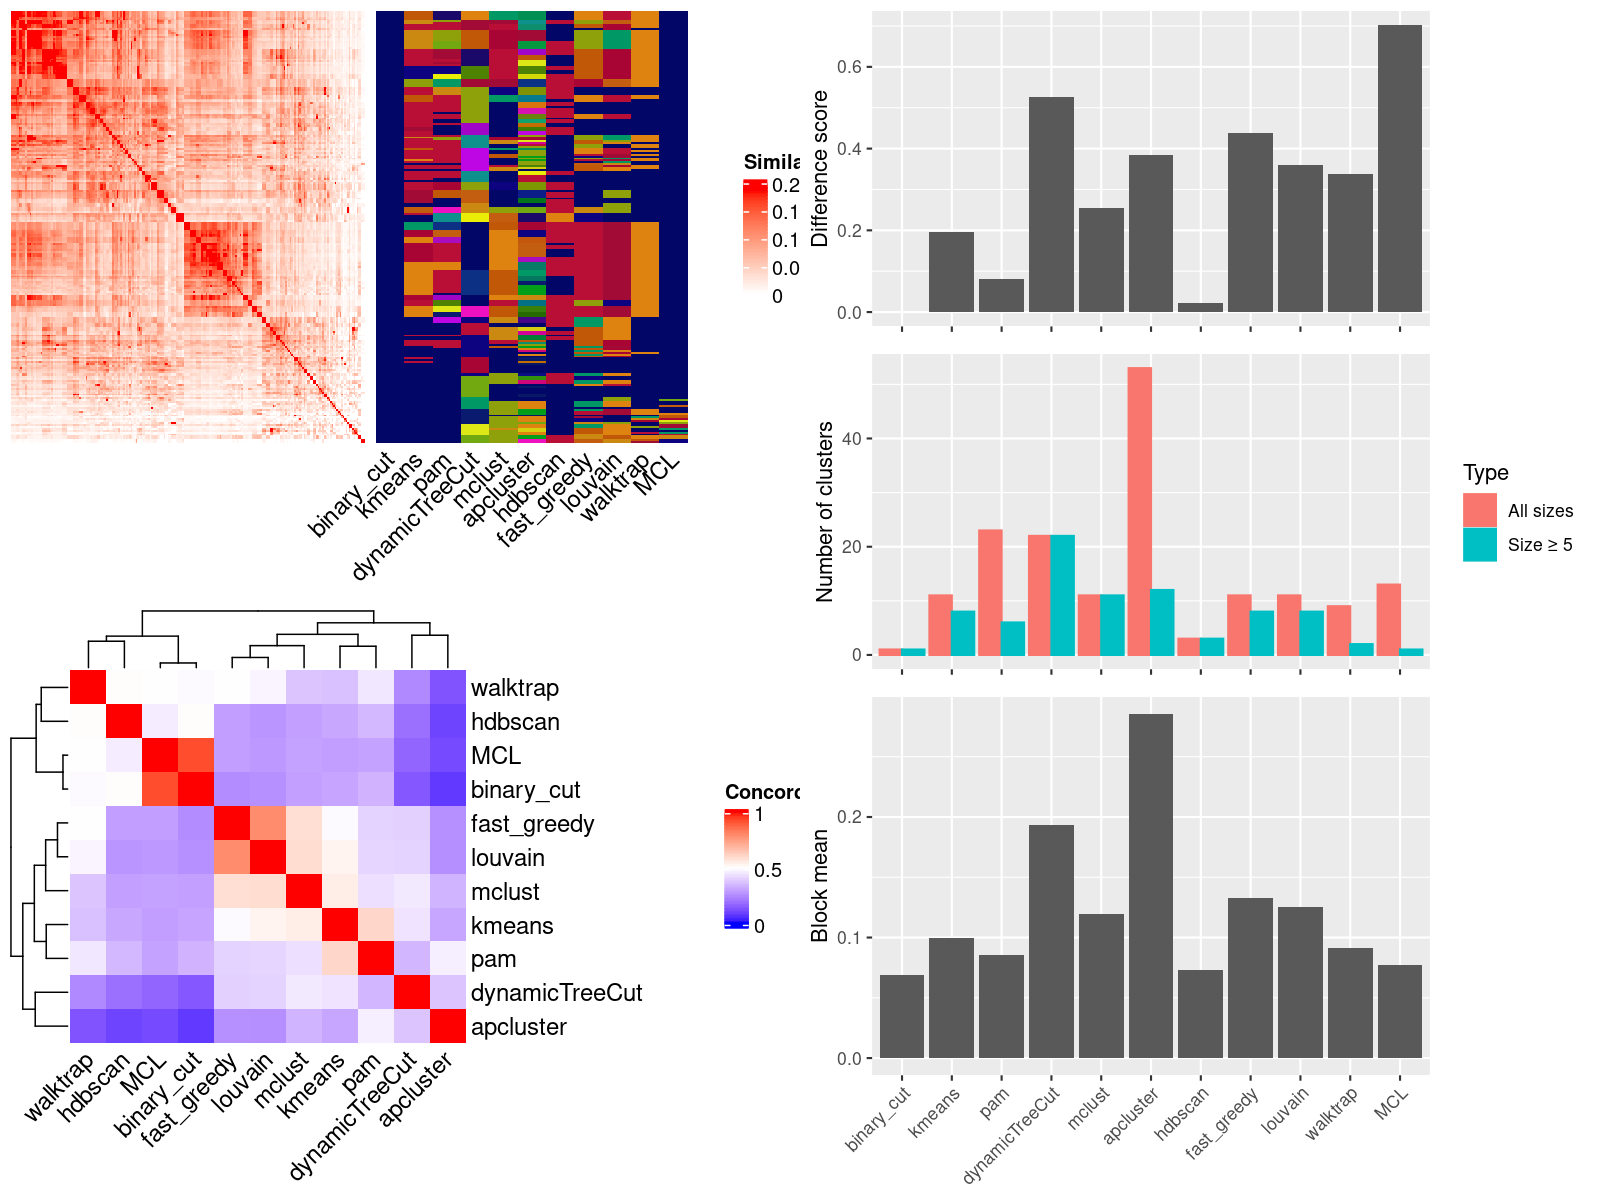 Simila
0.2
0.1
0.1
0.0
0
binary_cut
kmeans
pam
dynamicTreeCut
mclust
apcluster
hdbscan
fast_greedy
louvain
walktrap
MCL
Difference score
0.6
0.4
0.2
0.0
Number of clusters
40
20
0
Type
All sizes
Size ≥ 5
walktrap
hdbscan
MCL
binary_cut
fast_greedy
louvain
mclust
kmeans
pam
dynamicTreeCut
apcluster
walktrap
hdbscan
MCL
binary_cut
fast_greedy
louvain
mclust
kmeans
pam
dynamicTreeCut
apcluster
Concord
1
0.5
0
Block mean
0.2
0.1
0.0
binary_cut
kmeans
pam
dynamicTreeCut
mclust
apcluster
hdbscan
fast_greedy
louvain
walktrap
MCL